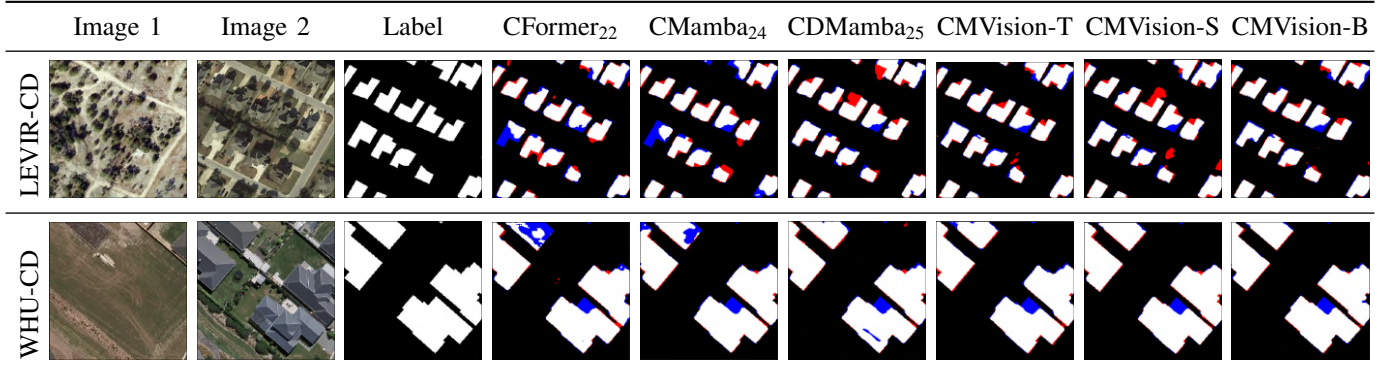 Image 1 Image 2 Label CFormer₂₂ CMamba₂₄ CDMamba₂₅ CMVision-T CMVision-S CMVision-B
LEVIR-CD
WHU-CD